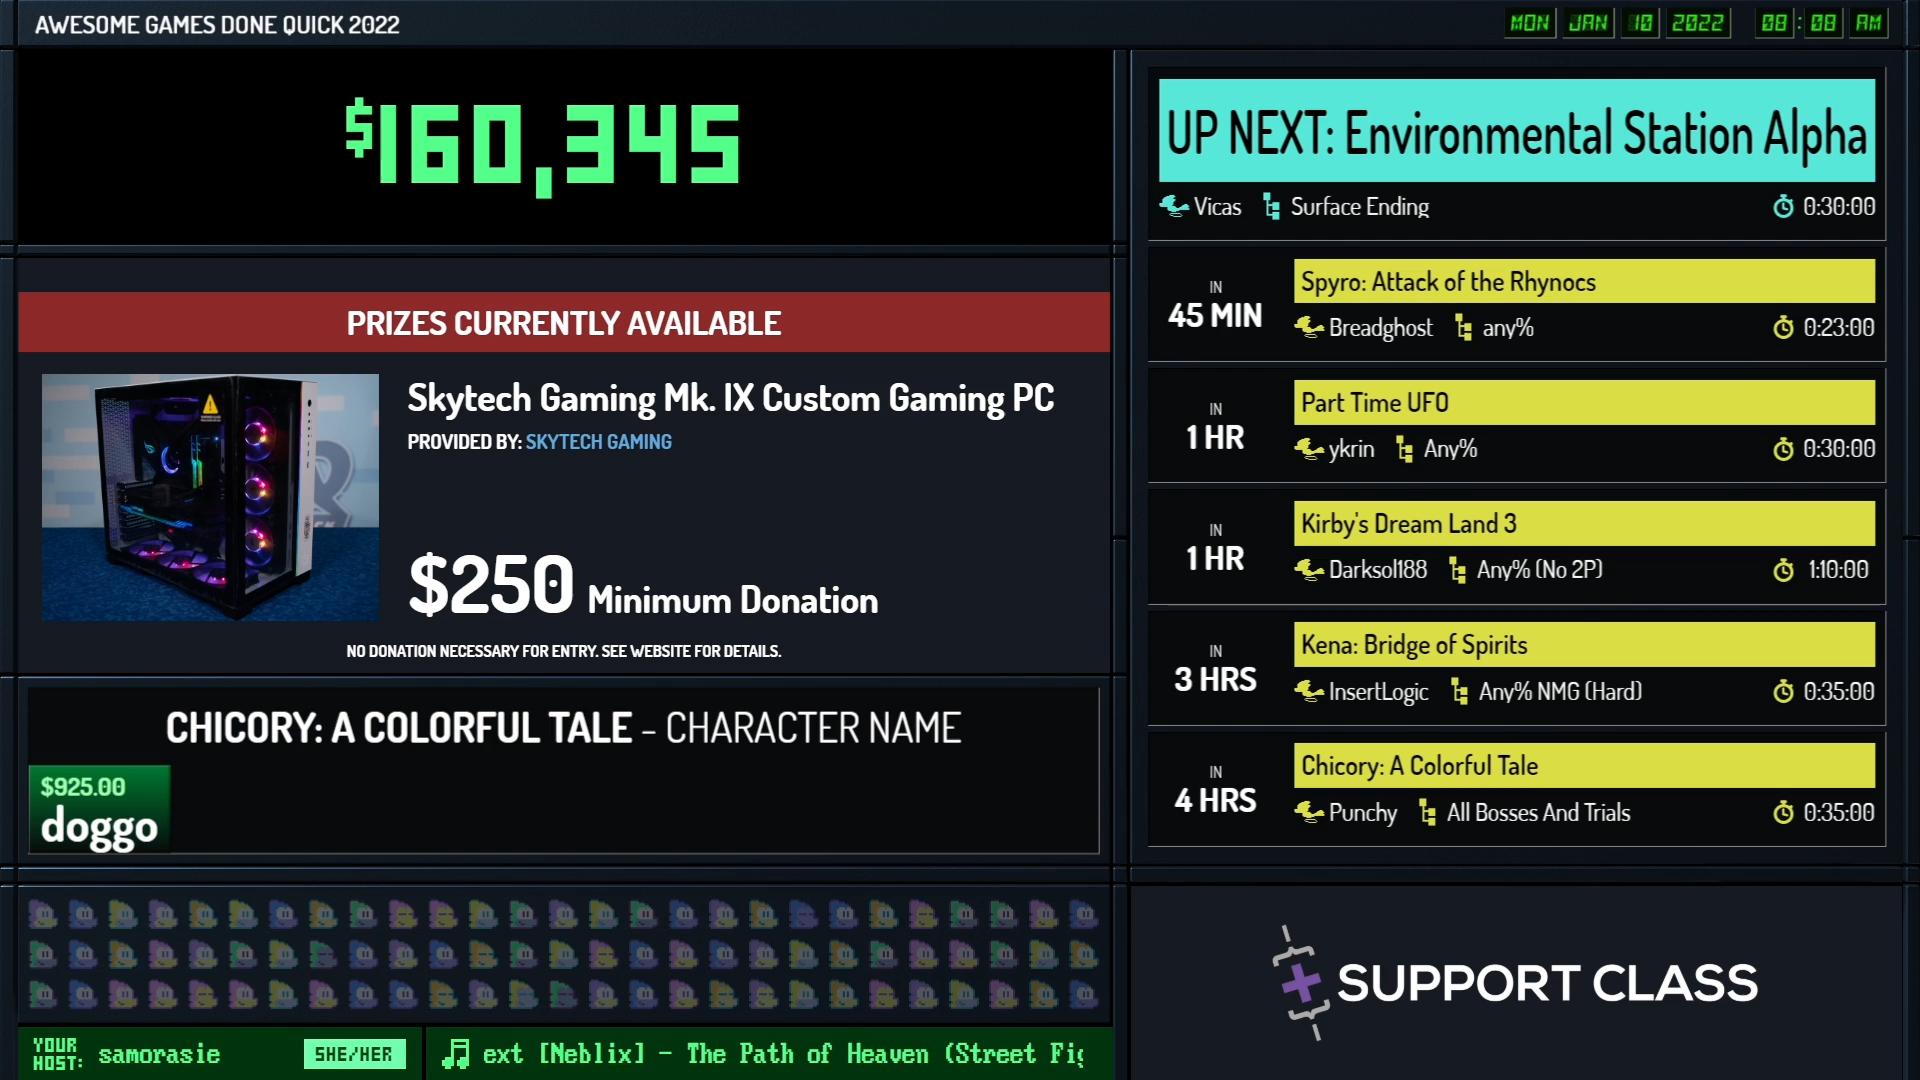 AWESOME GAMES DONE QUICK 2022
MON JAN 10 2022 08:08 AM
$160,345
PRIZES CURRENTLY AVAILABLE
Skytech Gaming Mk. IX Custom Gaming PC
PROVIDED BY: SKYTECH GAMING
$250 Minimum Donation
NO DONATION NECESSARY FOR ENTRY. SEE WEBSITE FOR DETAILS.
CHICORY: A COLORFUL TALE – CHARACTER NAME
$925.00
doggo
YOUR HOST: samorasie SHE/HER
ext [Neblix] - The Path of Heaven (Street Fig
UP NEXT: Environmental Station Alpha
Vicas Surface Ending 0:30:00
IN 45 MIN
Spyro: Attack of the Rhynocs
Breadghost any% 0:23:00
IN 1 HR
Part Time UFO
ykrin Any% 0:30:00
IN 1 HR
Kirby's Dream Land 3
Darksol188 Any% (No 2P) 1:10:00
IN 3 HRS
Kena: Bridge of Spirits
InsertLogic Any% NMG (Hard) 0:35:00
IN 4 HRS
Chicory: A Colorful Tale
Punchy All Bosses And Trials 0:35:00
SUPPORT CLASS